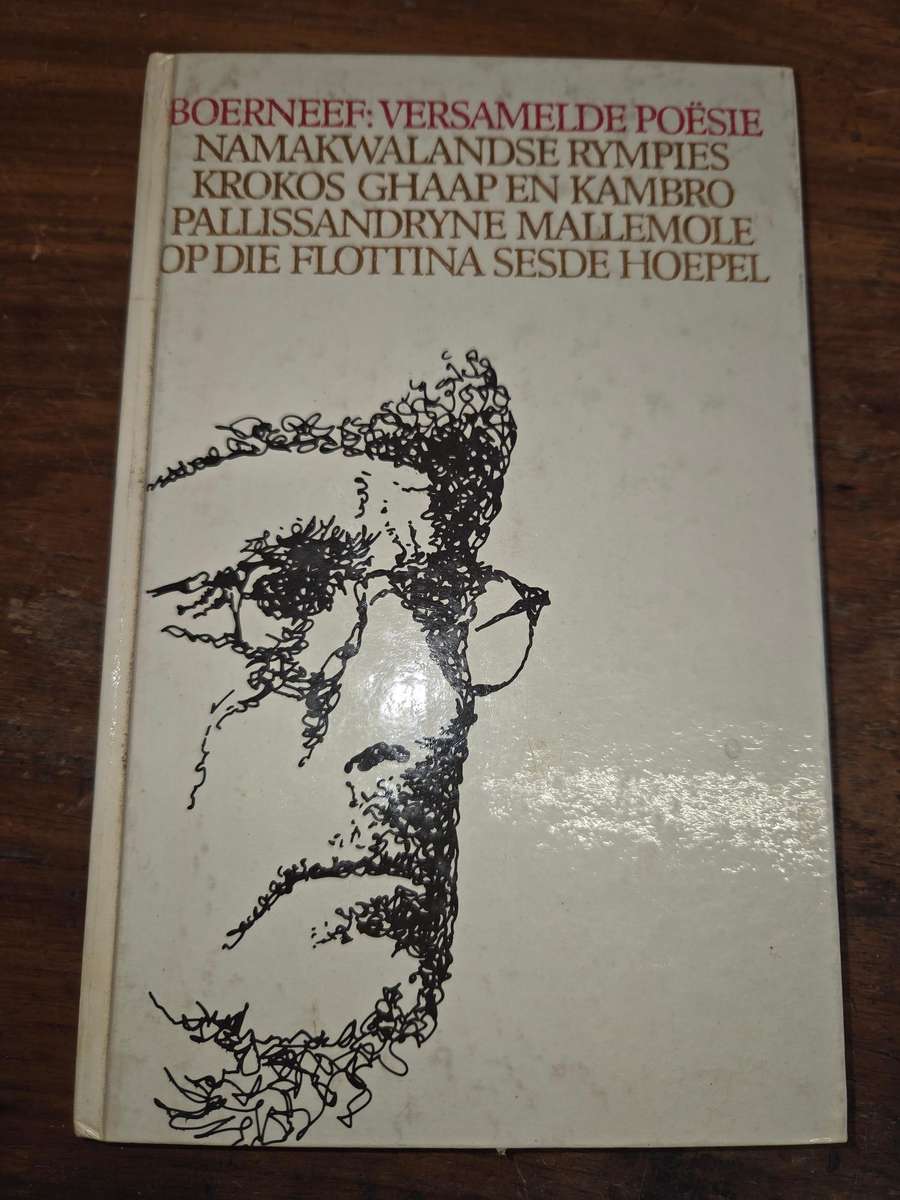 BOERNEEF: VERSAMELDE POËSIE
NAMAKWALANDSE RYMPIES
KROKOS GHAAP EN KAMBRO
PALLISSANDRYNE MALLEMOLE
OP DIE FLOTTINA SESDE HOEPEL